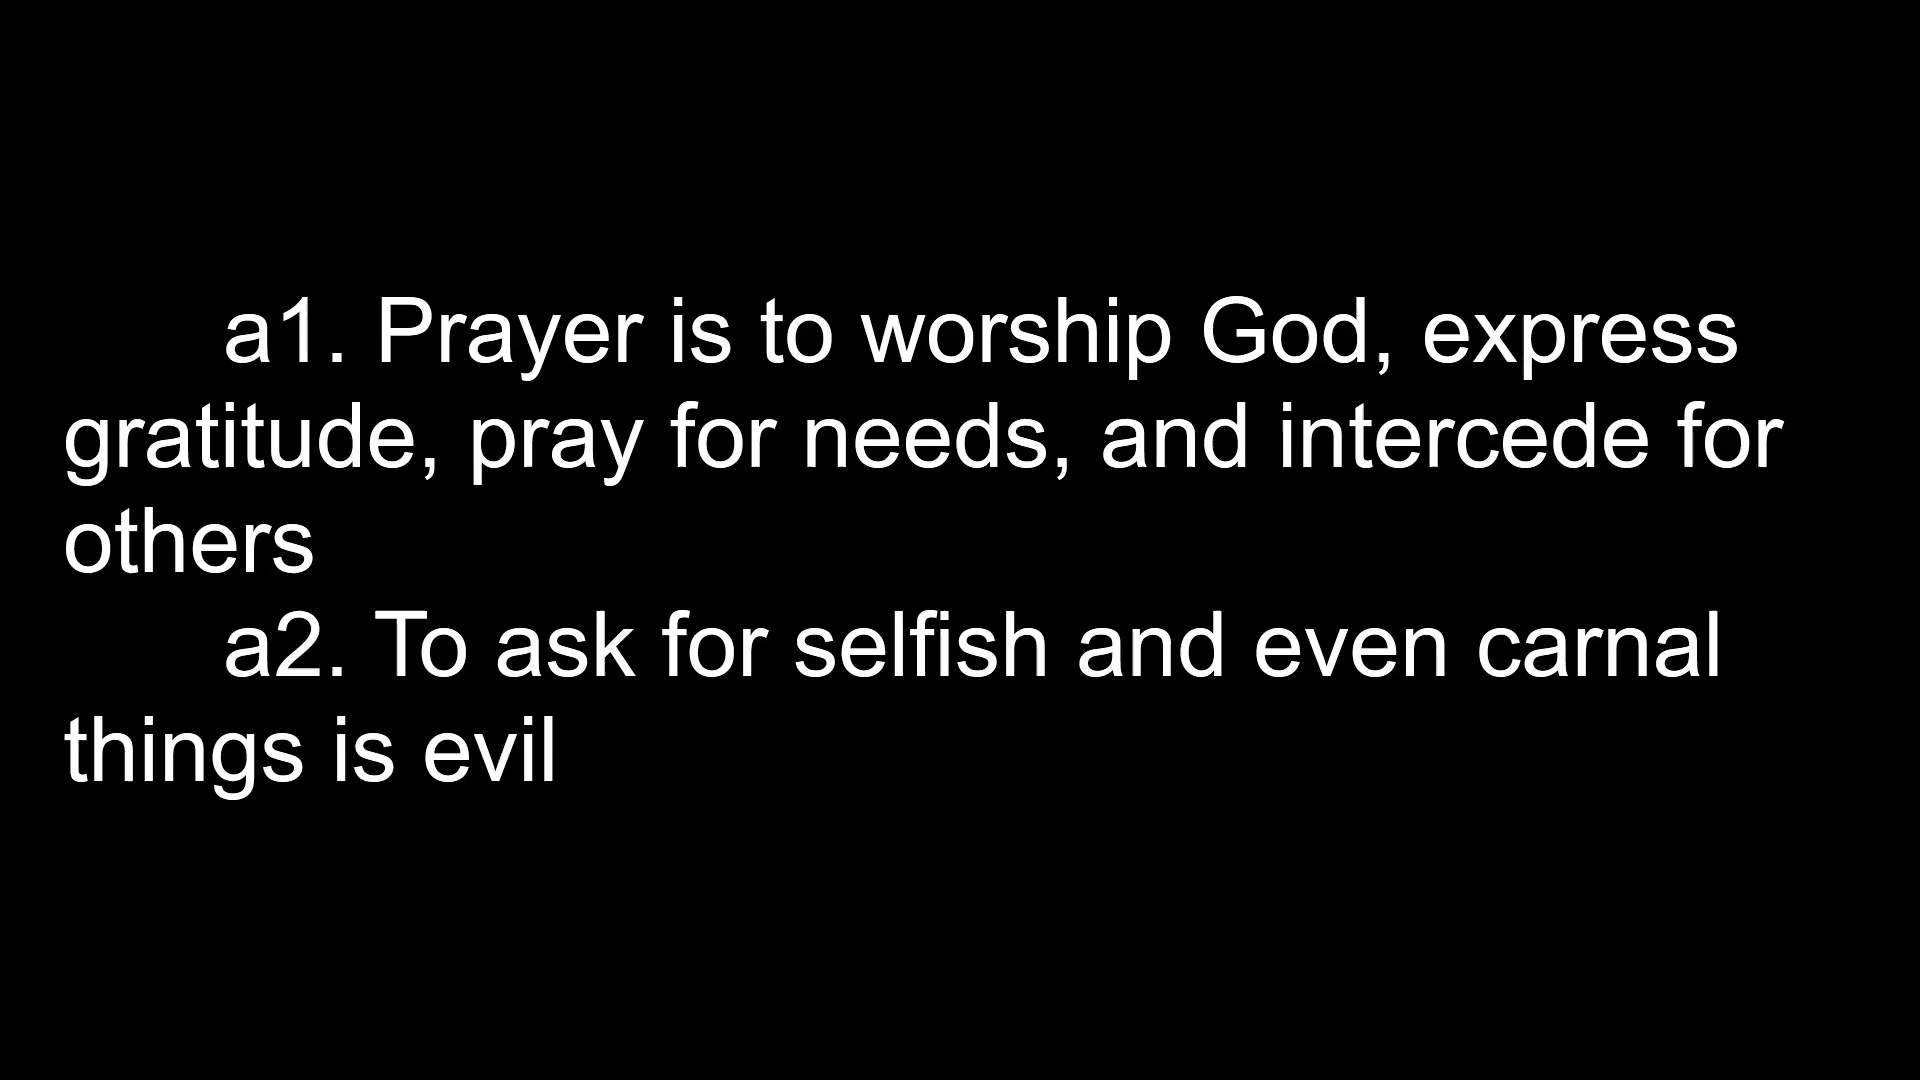 a1. Prayer is to worship God, express
gratitude, pray for needs, and intercede for
others
a2. To ask for selfish and even carnal
things is evil